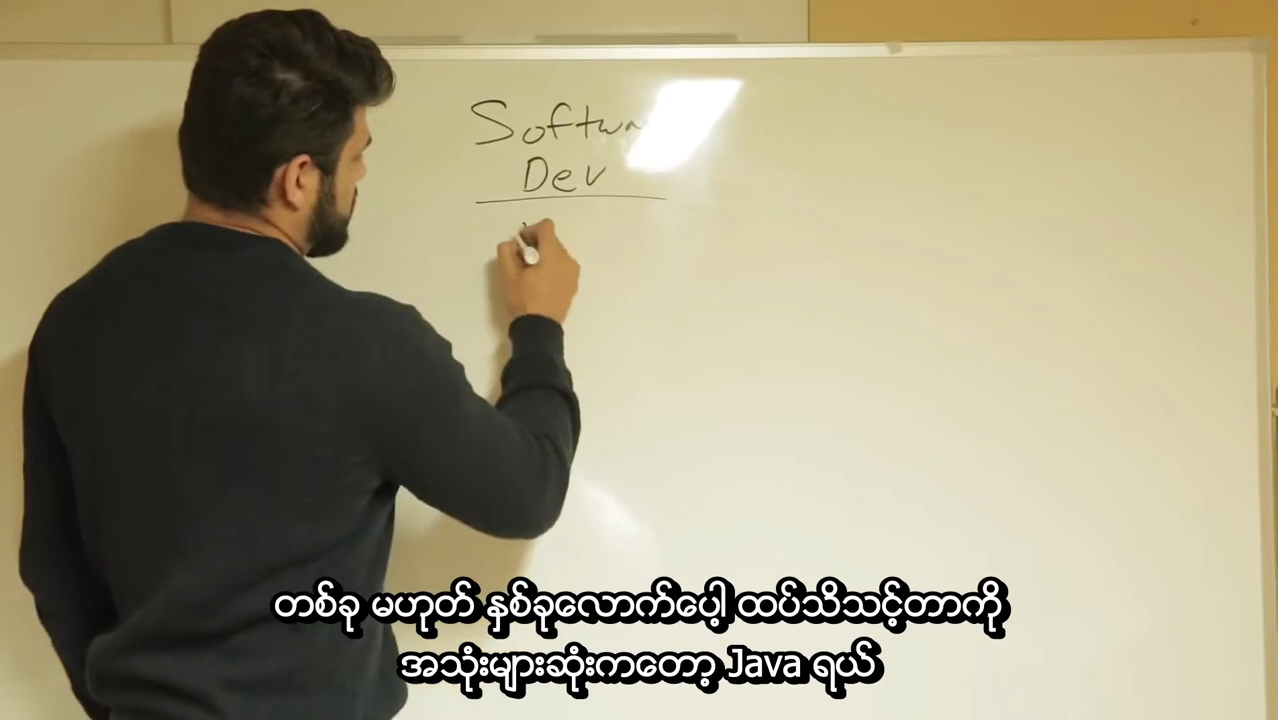 Softwa
Dev
တစ်ခု မဟုတ် နှစ်ခုလောက်ပေါ့ ထပ်သိသင့်တာကို
အသုံးများဆုံးကတော့ Java ရယ်